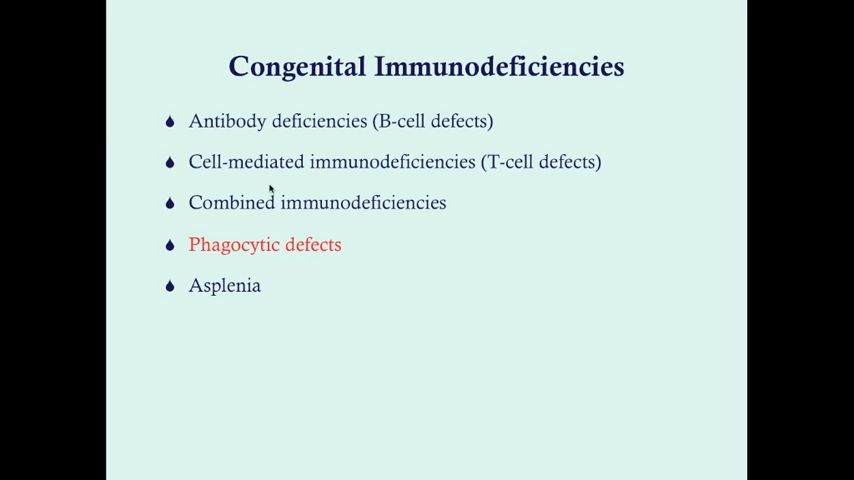 Congenital Immunodeficiencies
Antibody deficiencies (B-cell defects)
Cell-mediated immunodeficiencies (T-cell defects)
Combined immunodeficiencies
Phagocytic defects
Asplenia